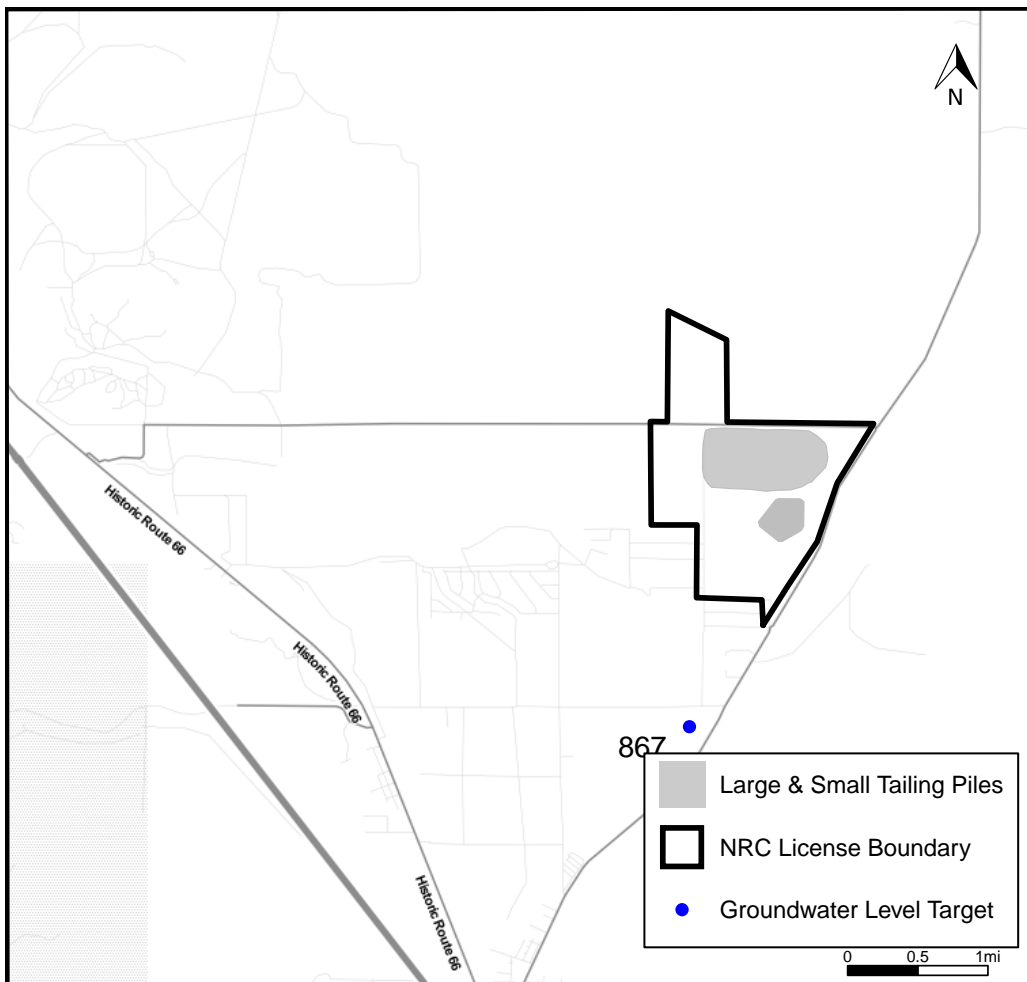 N
Historic Route 66
Historic Route 66
867
Large & Small Tailing Piles
NRC License Boundary
Groundwater Level Target
Historic Route 66
0 0.5 1mi